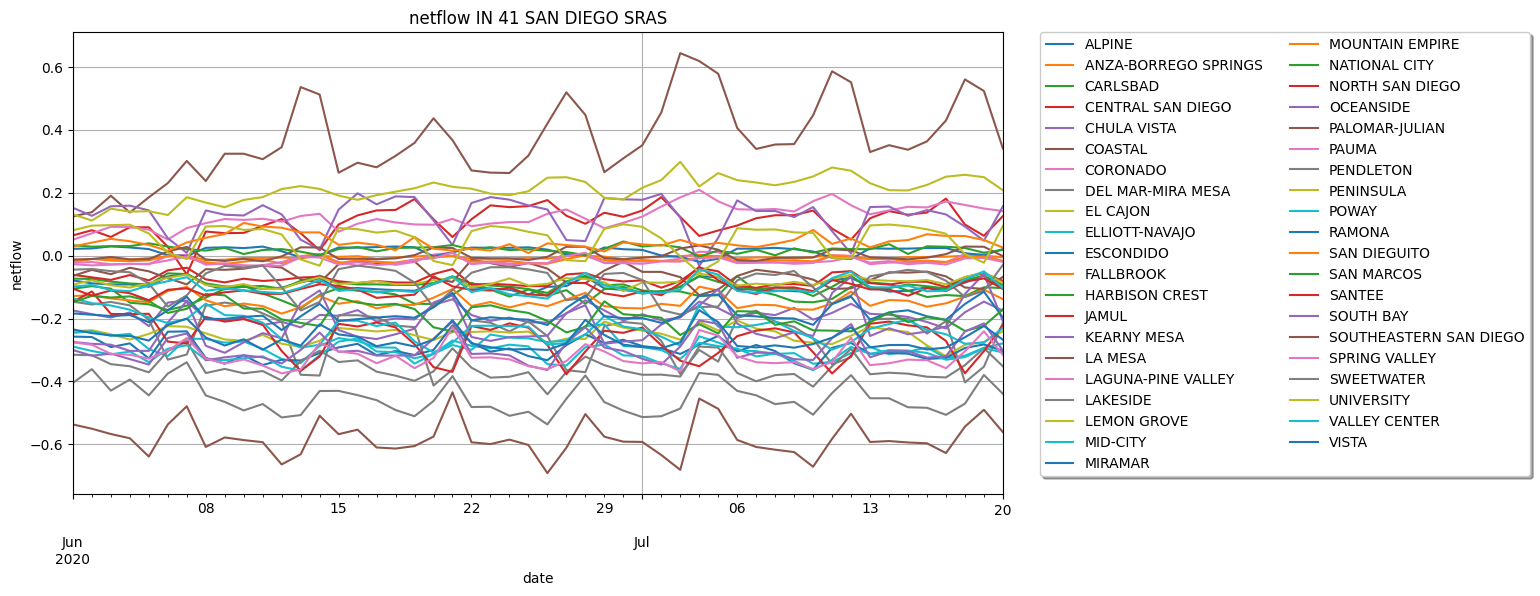 netflow IN 41 SAN DIEGO SRAS
netflow
0.6
0.4
0.2
0.0
−0.2
−0.4
−0.6
08
15
22
29
06
13
20
Jun
2020
Jul
date
ALPINE
ANZA-BORREGO SPRINGS
CARLSBAD
CENTRAL SAN DIEGO
CHULA VISTA
COASTAL
CORONADO
DEL MAR-MIRA MESA
EL CAJON
ELLIOTT-NAVAJO
ESCONDIDO
FALLBROOK
HARBISON CREST
JAMUL
KEARNY MESA
LA MESA
LAGUNA-PINE VALLEY
LAKESIDE
LEMON GROVE
MID-CITY
MIRAMAR
MOUNTAIN EMPIRE
NATIONAL CITY
NORTH SAN DIEGO
OCEANSIDE
PALOMAR-JULIAN
PAUMA
PENDLETON
PENINSULA
POWAY
RAMONA
SAN DIEGUITO
SAN MARCOS
SANTEE
SOUTH BAY
SOUTHEASTERN SAN DIEGO
SPRING VALLEY
SWEETWATER
UNIVERSITY
VALLEY CENTER
VISTA